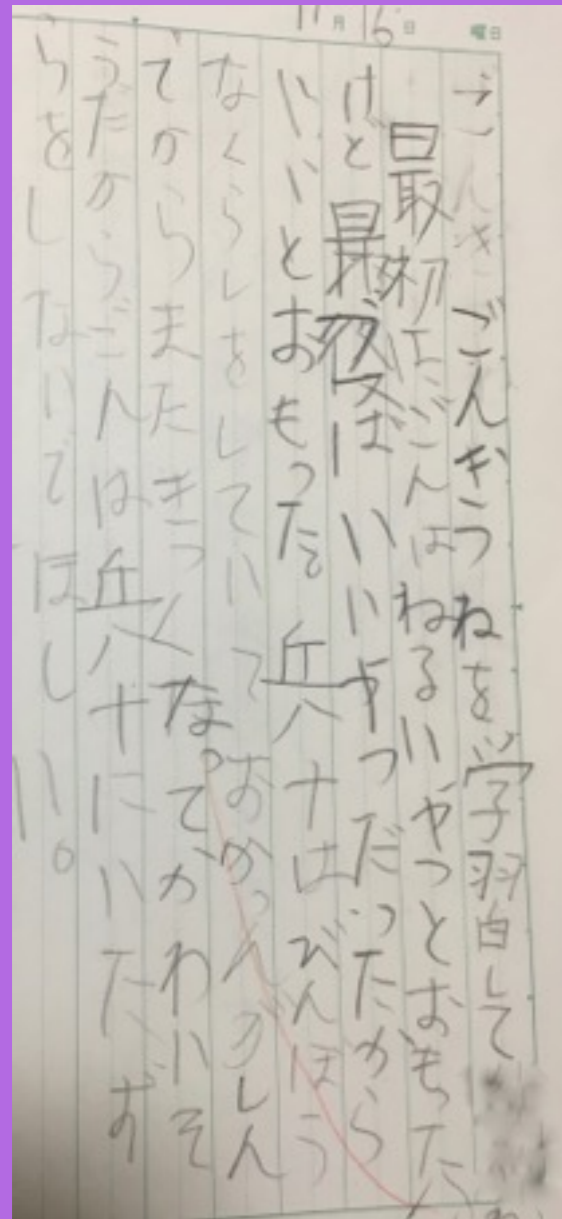 11月16日 曜日
ごんぎ ごんぎつねを学習して
最初はごんはわるいやつとおもった
けど最後はいいやつだったから
いいとおもった。兵八十はびんぼう
なくらしをしていておかっんがしん
でからまたきつくなってかわいそ
うだからごんは兵八十にいたず
らをしないでほしい。